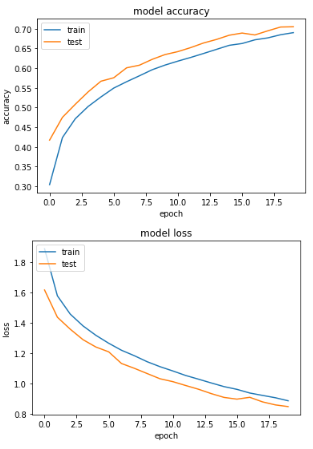 model accuracy
train
test
0.70
0.65
0.60
0.55
0.50
0.45
0.40
0.35
0.30
accuracy
0.0 2.5 5.0 7.5 10.0 12.5 15.0 17.5
epoch
model loss
train
test
1.8
1.6
1.4
1.2
1.0
0.8
loss
0.0 2.5 5.0 7.5 10.0 12.5 15.0 17.5
epoch